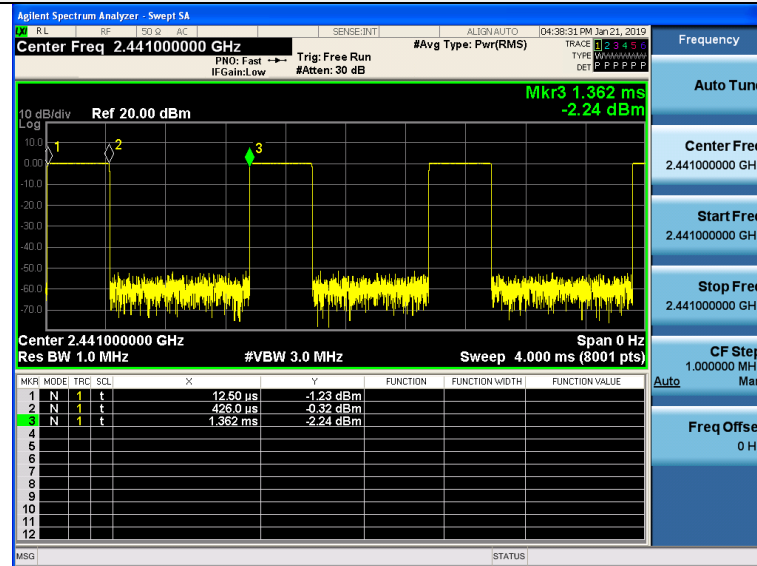 Agilent Spectrum Analyzer - Swept SA
LXI RL RF 50 Ω AC SENSE:INT ALIGN AUTO 04:38:31 PM Jan 21, 2019
Center Freq 2.441000000 GHz
PNO: Fast
IFGain:Low
Trig: Free Run
#Atten: 30 dB
#Avg Type: Pwr(RMS)
TRACE 1 2 3 4 5 6
TYPE W
DET P P P P P P
Mkr3 1.362 ms
-2.24 dBm
10 dB/div Ref 20.00 dBm
Log
10.0
0.00
-10.0
-20.0
-30.0
-40.0
-50.0
-60.0
-70.0
1
2
3
Center 2.441000000 GHz Span 0 Hz
Res BW 1.0 MHz #VBW 3.0 MHz Sweep 4.000 ms (8001 pts)
MKR MODE TRC SCL X Y FUNCTION FUNCTION WIDTH FUNCTION VALUE
1 N 1 t 12.50 µs -1.23 dBm
2 N 1 t 426.0 µs -0.32 dBm
3 N 1 t 1.362 ms -2.24 dBm
4
5
6
7
8
9
10
11
12
MSG STATUS
Frequency
Auto Tun
Center Fre
2.441000000 GH
Start Fre
2.441000000 GH
Stop Fre
2.441000000 GH
CF Ste
1.000000 MH
Auto Ma
Freq Offse
0 H